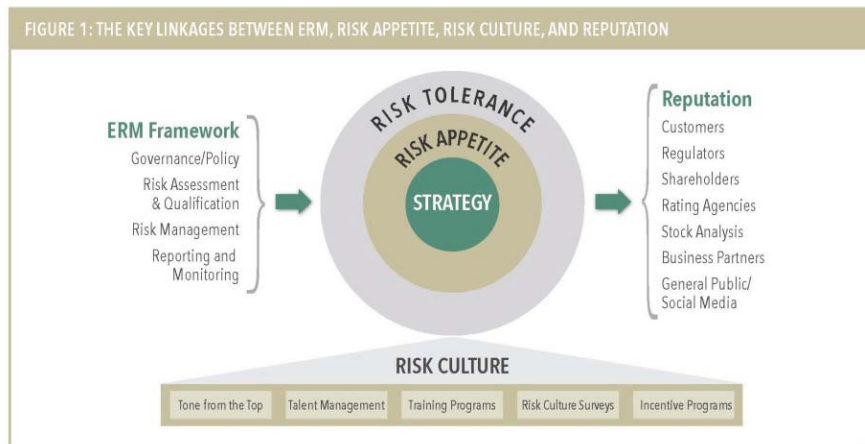 FIGURE 1: THE KEY LINKAGES BETWEEN ERM, RISK APPETITE, RISK CULTURE, AND REPUTATION
ERM Framework
Governance/Policy
Risk Assessment
& Qualification
Risk Management
Reporting and
Monitoring
RISK TOLERANCE
RISK APPETITE
STRATEGY
Reputation
Customers
Regulators
Shareholders
Rating Agencies
Stock Analysis
Business Partners
General Public/
Social Media
RISK CULTURE
Tone from the Top
Talent Management
Training Programs
Risk Culture Surveys
Incentive Programs